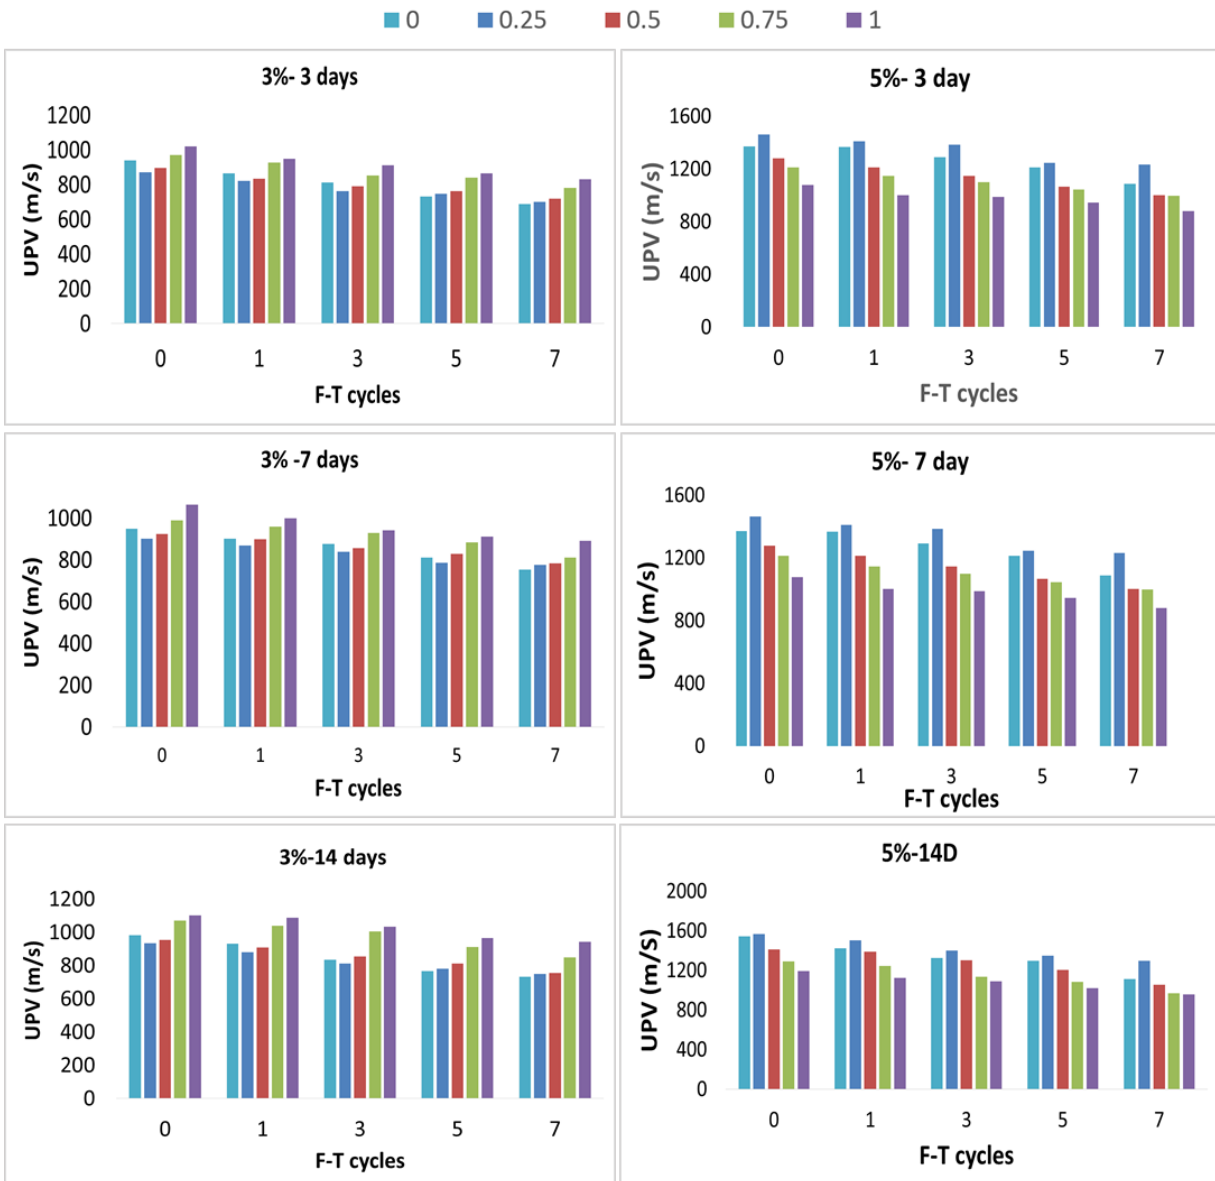 0 0.25 0.5 0.75 1
3%- 3 days
UPV (m/s)
1200
1000
800
600
400
200
0
0 1 3 5 7
F-T cycles
5%- 3 day
UPV (m/s)
1600
1200
800
400
0
0 1 3 5 7
F-T cycles
3% -7 days
UPV (m/s)
1000
800
600
400
200
0
0 1 3 5 7
F-T cycles
5%- 7 day
UPV (m/s)
1600
1200
800
400
0
0 1 3 5 7
F-T cycles
3%-14 days
UPV (m/s)
1200
1000
800
600
400
200
0
0 1 3 5 7
F-T cycles
5%-14D
UPV (m/s)
2000
1600
1200
800
400
0
0 1 3 5 7
F-T cycles